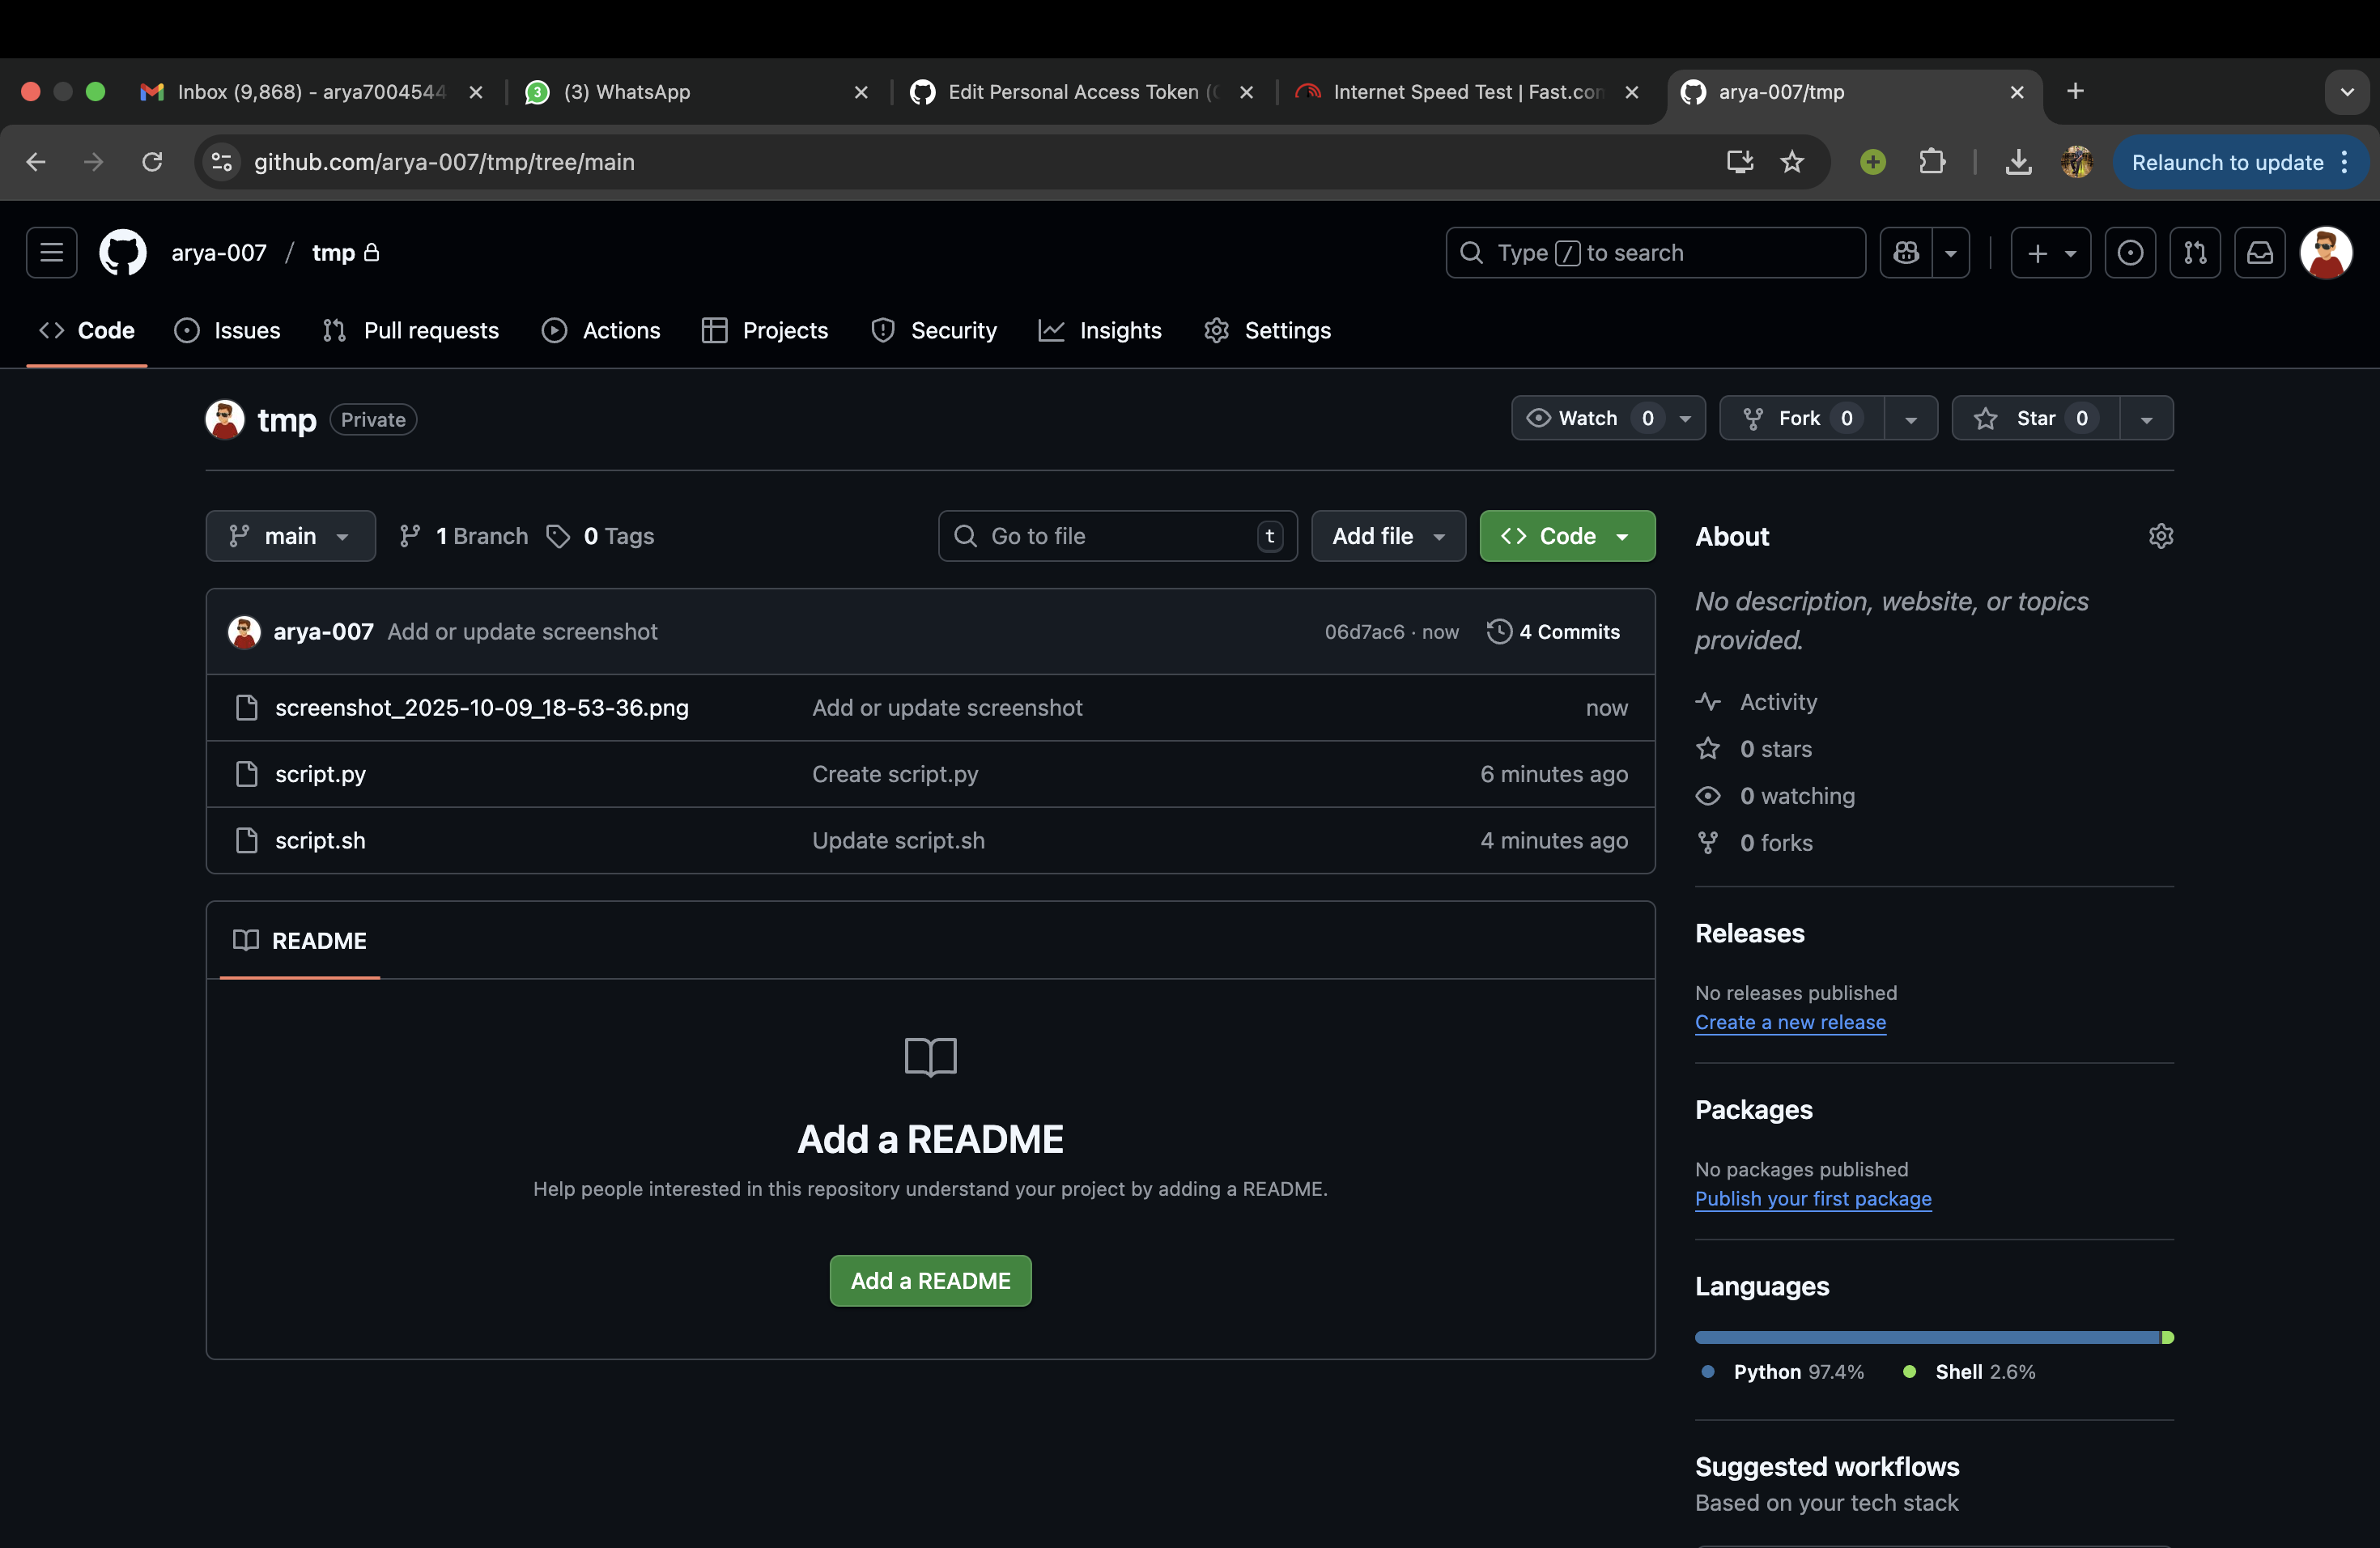 Inbox (9,868) - arya7004544
3 (3) WhatsApp
Edit Personal Access Token (
Internet Speed Test | Fast.com
arya-007/tmp
github.com/arya-007/tmp/tree/main
Relaunch to update
arya-007 / tmp
Type / to search
Code Issues Pull requests Actions Projects Security Insights Settings
tmp Private
Watch 0
Fork 0
Star 0
main
1 Branch
0 Tags
Go to file t
Add file
Code
arya-007 Add or update screenshot 06d7ac6 · now 4 Commits
screenshot_2025-10-09_18-53-36.png Add or update screenshot now
script.py Create script.py 6 minutes ago
script.sh Update script.sh 4 minutes ago
README
Add a README
Help people interested in this repository understand your project by adding a README.
Add a README
About
No description, website, or topics
provided.
Activity
0 stars
0 watching
0 forks
Releases
No releases published
Create a new release
Packages
No packages published
Publish your first package
Languages
Python 97.4% Shell 2.6%
Suggested workflows
Based on your tech stack